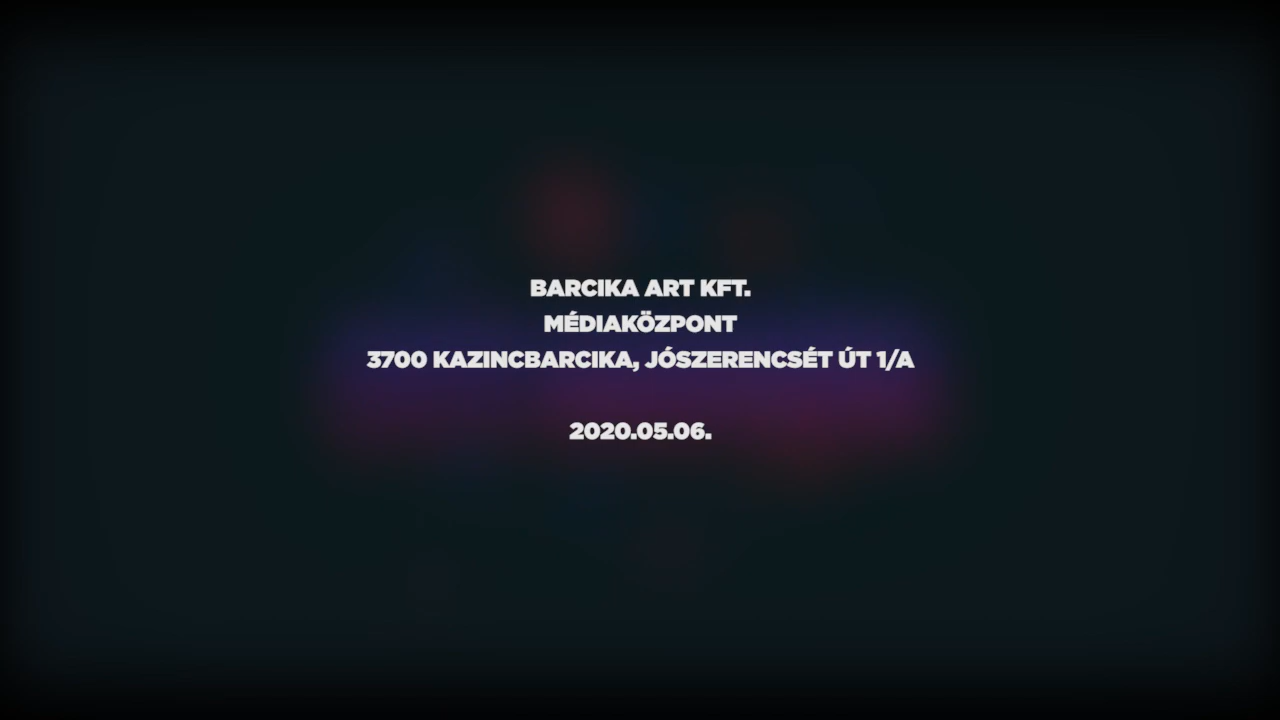 BARCIKA ART KFT.
MÉDIAKÖZPONT
3700 KAZINCBARCIKA, JÓSZERENCSÉT ÚT 1/A
2020.05.06.